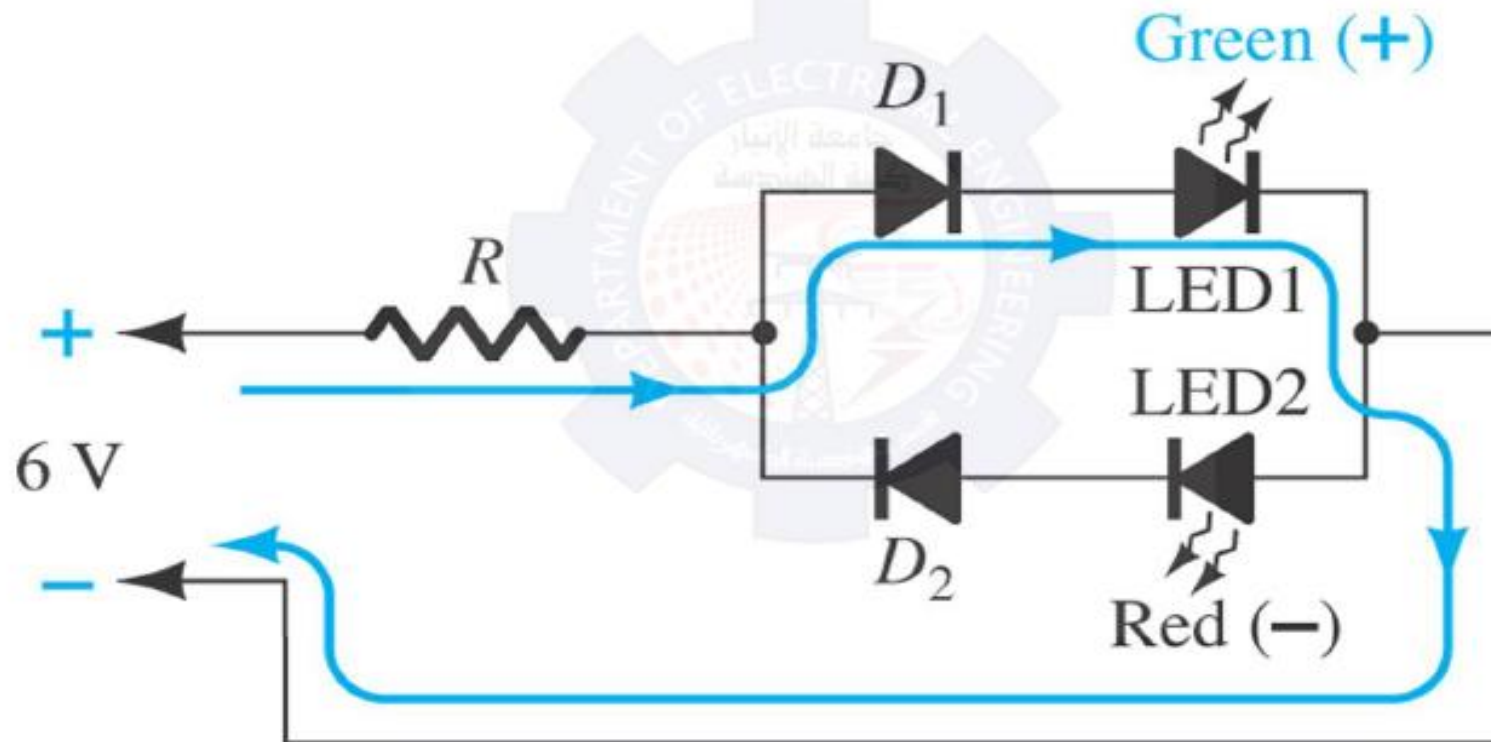 Green (+)
D1
R
LED1
+
LED2
6 V
−
D2
Red (−)
DEPARTMENT OF ELECTRICAL ENGINEERING